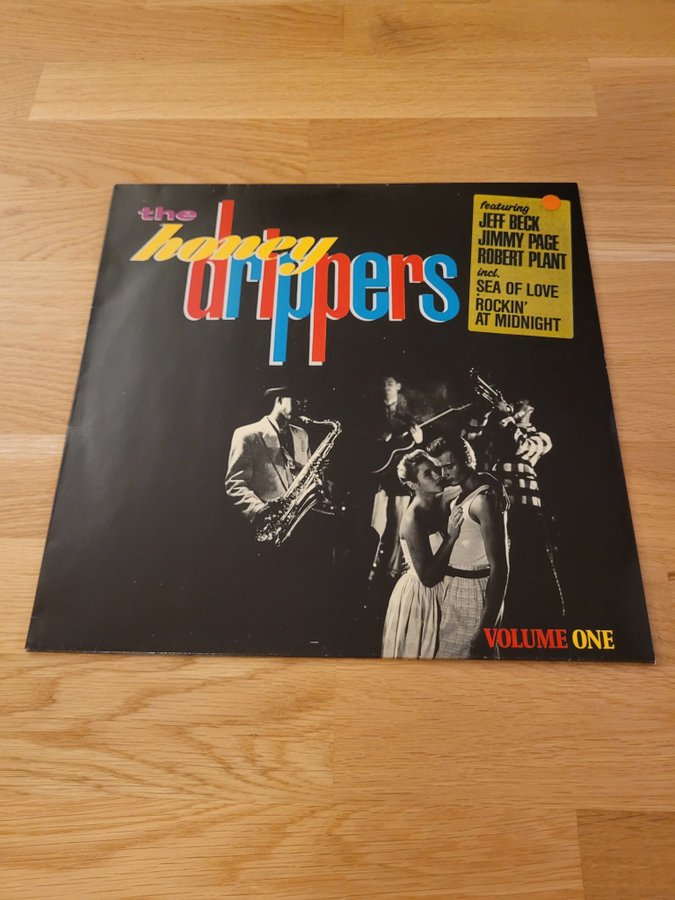 the
honey
drippers
featuring
JEFF BECK
JIMMY PAGE
ROBERT PLANT
incl.
SEA OF LOVE
ROCKIN'
AT MIDNIGHT
VOLUME ONE